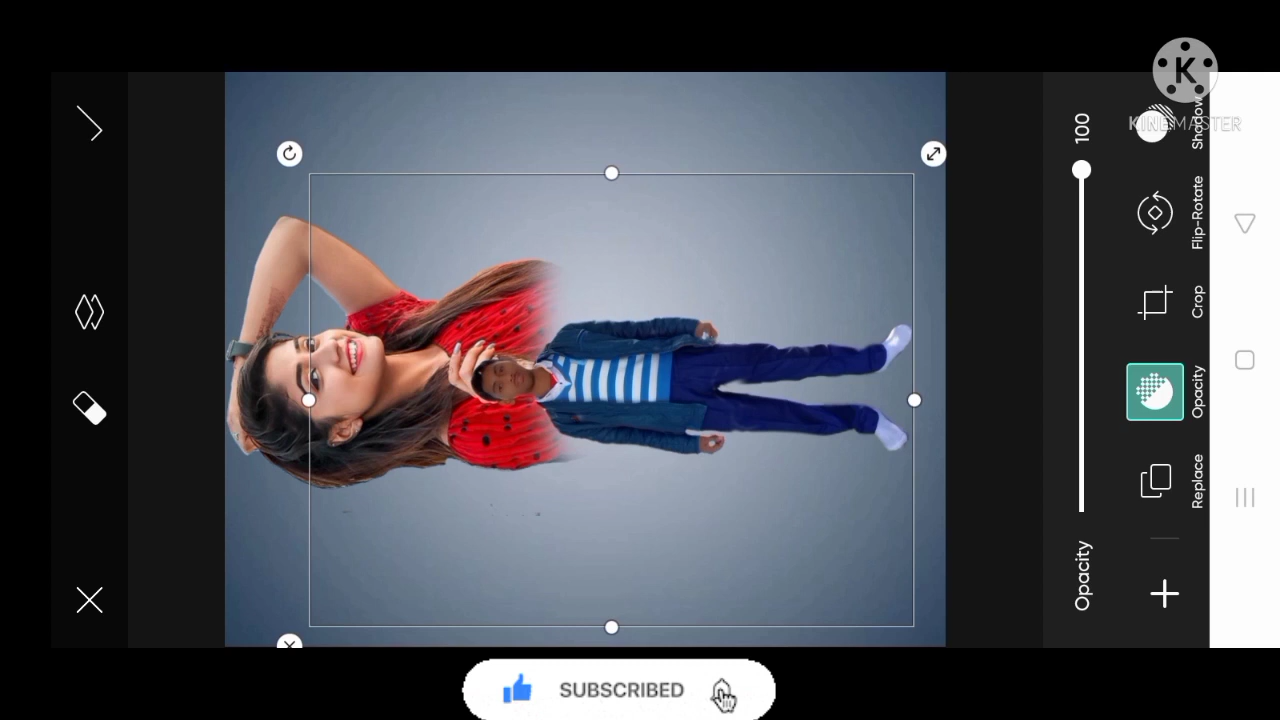 K
KINEMASTER
100
Opacity
Shadow
Flip-Rotate
Crop
Opacity
Replace
SUBSCRIBED